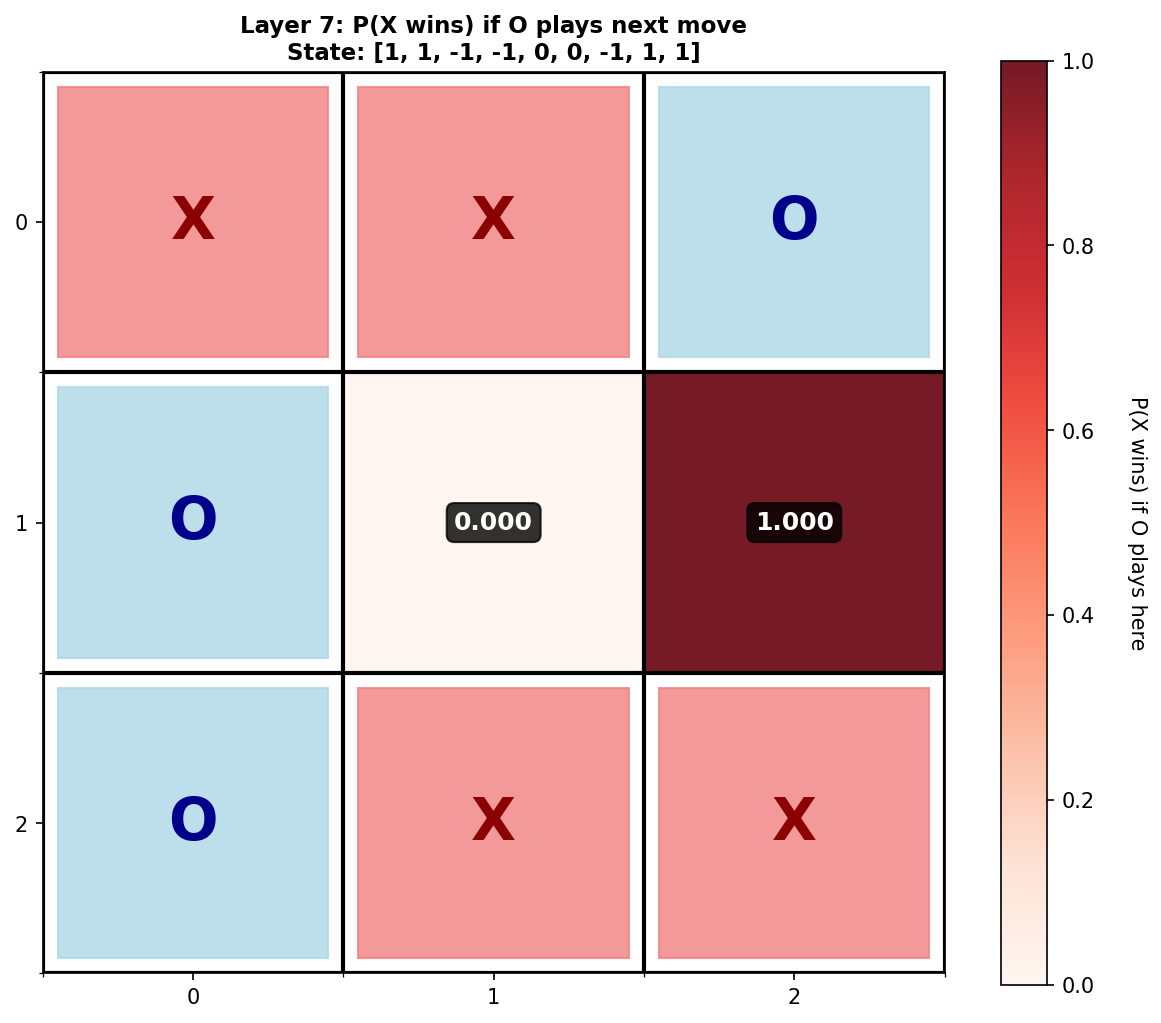 Layer 7: P(X wins) if O plays next move
State: [1, 1, -1, -1, 0, 0, -1, 1, 1]
0
X
X
O
1
O
0.000
1.000
2
O
X
X
0
1
2
1.0
0.8
0.6
0.4
0.2
0.0
P(X wins) if O plays here